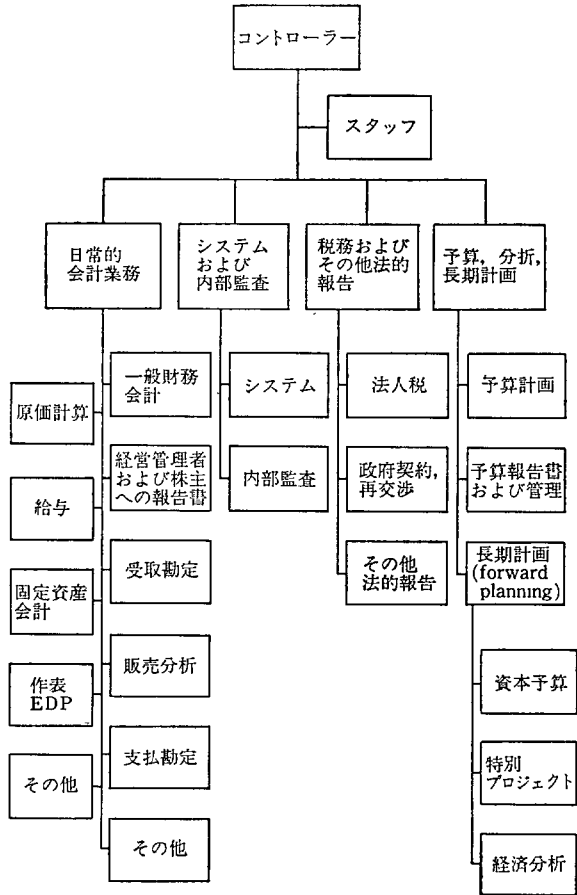 コントローラー
スタッフ
日常的
会計業務
システム
および
内部監査
税務および
その他法的
報告
予算,分折,
長期計画
一般財務
会計
原価計算
経営管理者
および株主
への報告書
給与
受取勘定
固定資産
会計
販売分析
作表
EDP
支払勘定
その他
その他
システム
内部監査
法人税
政府契約,
再交渉
その他
法的報告
予算計画
予算報告書
および管理
長期計画
(forward
planning)
資本予算
特別
プロジェクト
経済分析